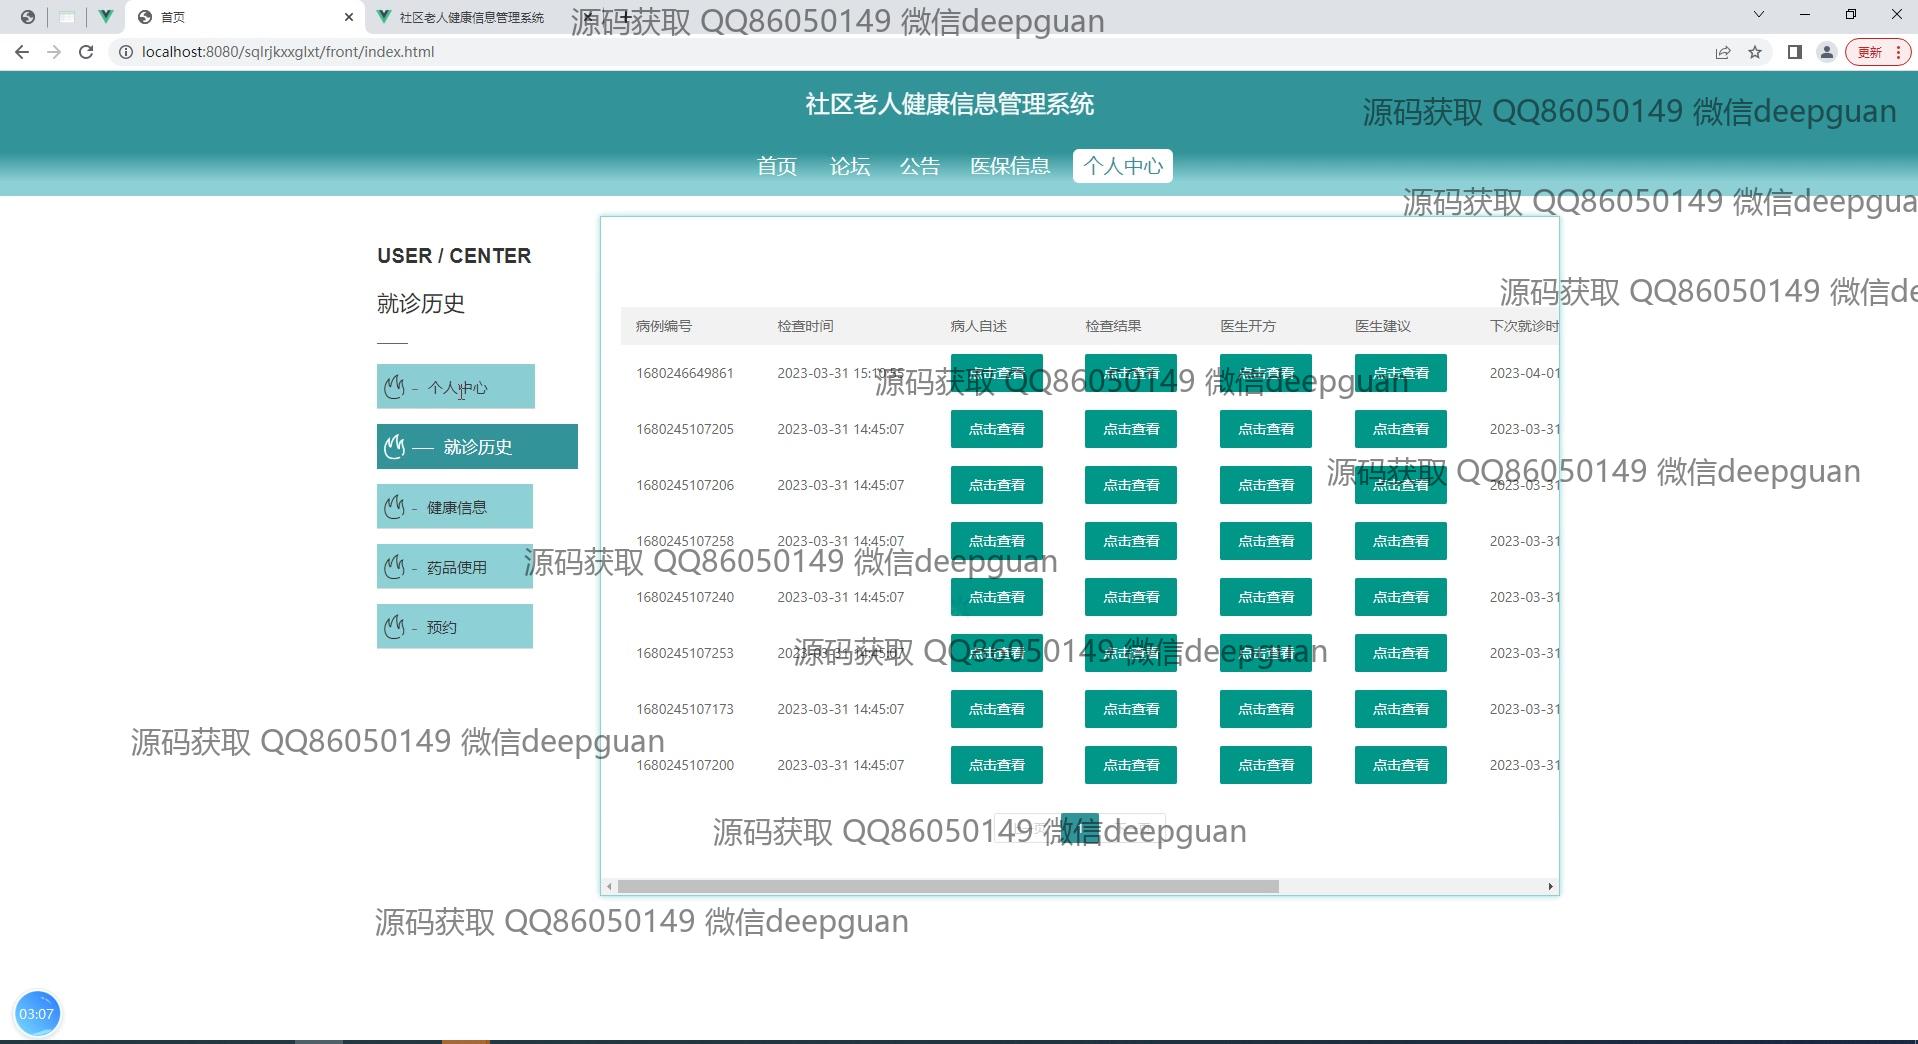 首页
社区老人健康信息管理系统
源码获取 QQ86050149 微信deepguan
localhost:8080/sqlrjkxxglxt/front/index.html
更新
社区老人健康信息管理系统
源码获取 QQ86050149 微信deepguan
首页 论坛 公告 医保信息 个人中心
源码获取 QQ86050149 微信deepgua
USER / CENTER
就诊历史
源码获取 QQ86050149 微信de
- 个人中心
— 就诊历史
- 健康信息
- 药品使用
- 预约
病例编号 检查时间 病人自述 检查结果 医生开方 医生建议 下次就诊时
1680246649861 2023-03-31 15:10:55 点击查看 点击查看 点击查看 点击查看 2023-04-01
源码获取 QQ86050149 微信deepguan
1680245107205 2023-03-31 14:45:07 点击查看 点击查看 点击查看 点击查看 2023-03-31
1680245107206 2023-03-31 14:45:07 点击查看 点击查看 点击查看 点击查看 2023-03-31
源码获取 QQ86050149 微信deepguan
1680245107258 2023-03-31 14:45:07 点击查看 点击查看 点击查看 点击查看 2023-03-31
源码获取 QQ86050149 微信deepguan
1680245107240 2023-03-31 14:45:07 点击查看 点击查看 点击查看 点击查看 2023-03-31
1680245107253 2023-03-31 14:45:07 点击查看 点击查看 点击查看 点击查看 2023-03-31
源码获取 QQ86050149 微信deepguan
1680245107173 2023-03-31 14:45:07 点击查看 点击查看 点击查看 点击查看 2023-03-31
源码获取 QQ86050149 微信deepguan
1680245107200 2023-03-31 14:45:07 点击查看 点击查看 点击查看 点击查看 2023-03-31
源码获取 QQ86050149 微信deepguan
源码获取 QQ86050149 微信deepguan
03:07